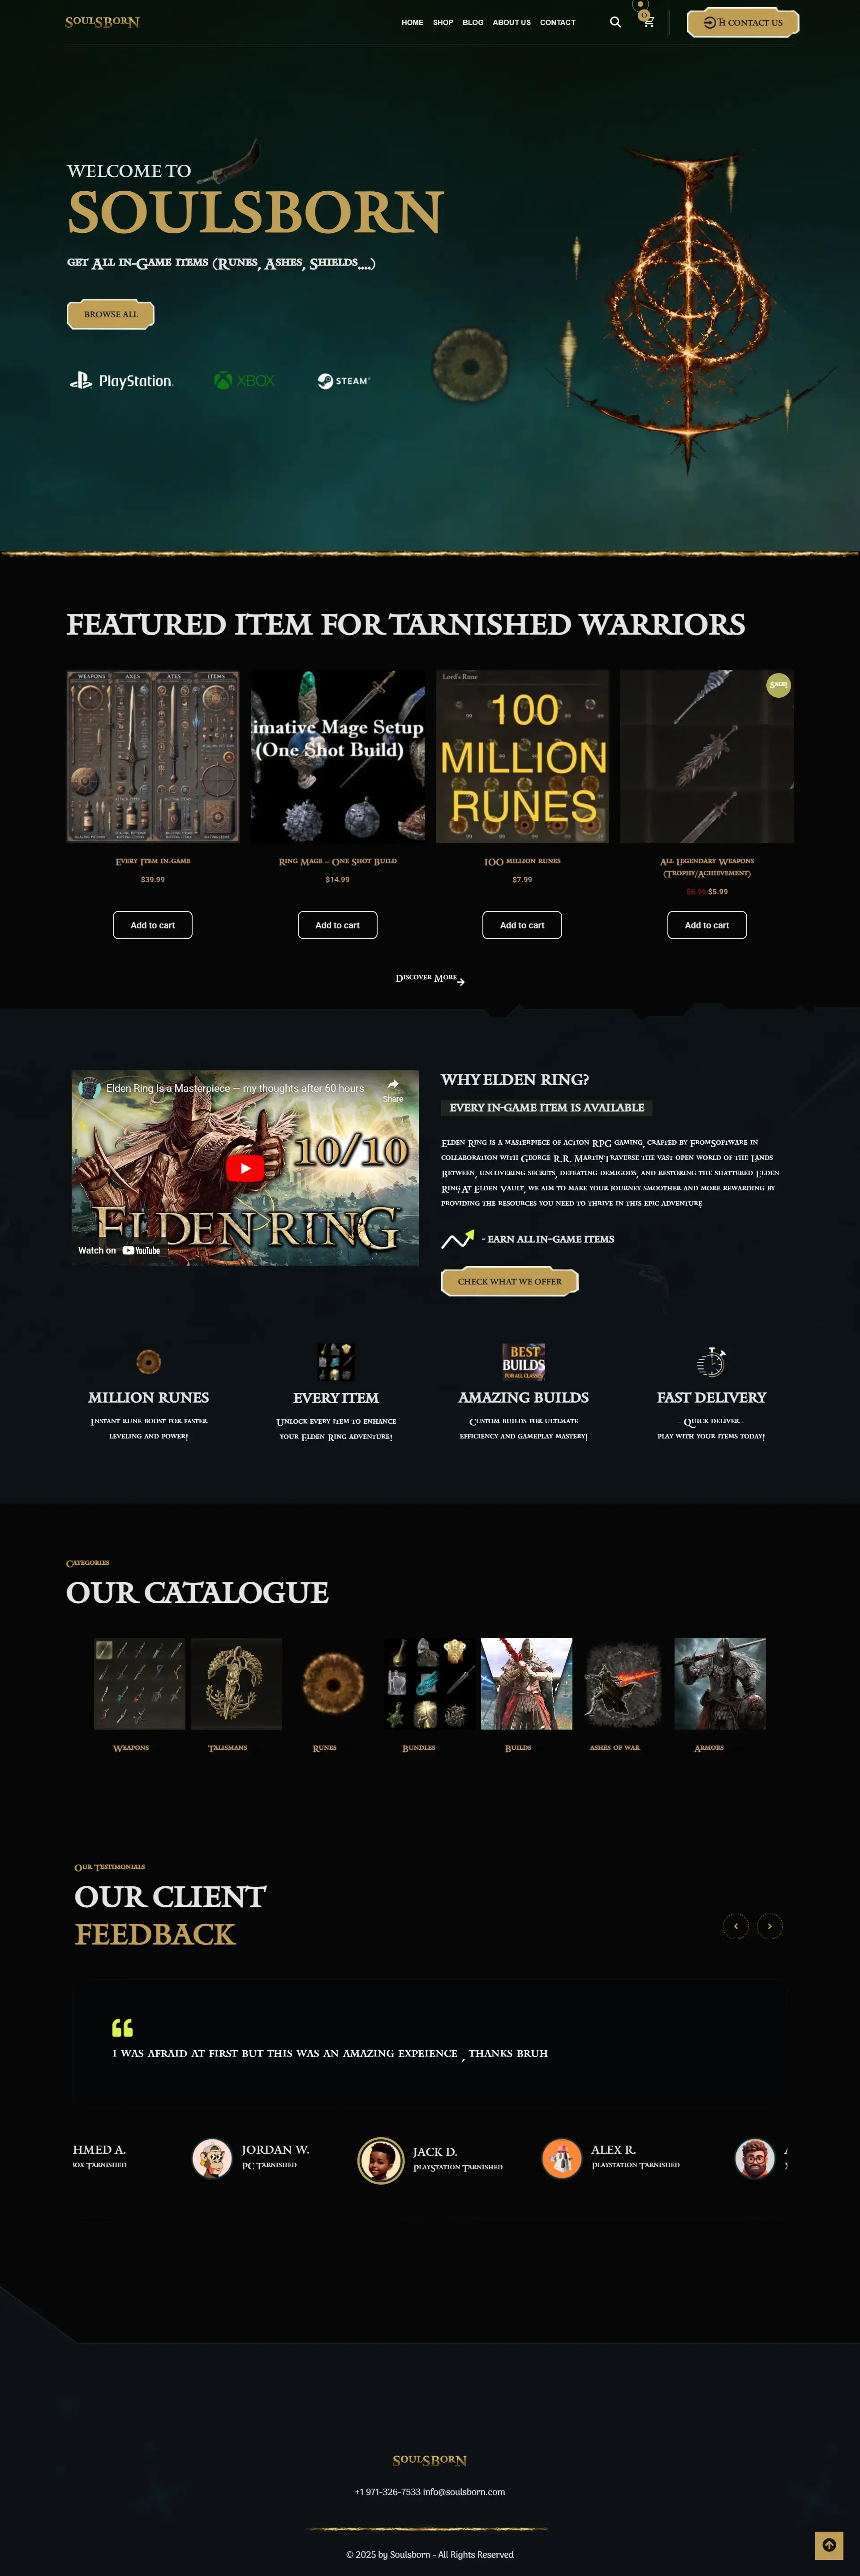 SOULSBORN
HOME SHOP BLOG ABOUT US CONTACT
0
CONTACT US
WELCOME TO
SOULSBORN
get All in-Game items (Runes, Ashes, Shields....)
BROWSE ALL
PlayStation
XBOX
STEAM
FEATURED ITEM FOR TARNISHED WARRIORS
WEAPONS AXES ATES ITEMS
imative Mage Setup
(One Shot Build)
Lord's Rune
100
MILLION
RUNES
Sale!
Every Item in-game
$39.99
Add to cart
Ring Mage – One Shot Build
$14.99
Add to cart
100 million runes
$7.99
Add to cart
All Legendary Weapons
(Trophy/Achievement)
$6.99 $5.99
Add to cart
Discover More
Elden Ring Is a Masterpiece — my thoughts after 60 hours
Share
10/10
ELDEN RING
Watch on YouTube
WHY ELDEN RING?
EVERY IN-GAME ITEM IS AVAILABLE
Elden Ring is a masterpiece of action RPG gaming, crafted by FromSoftware in
collaboration with George R.R. Martin.Traverse the vast open world of the Lands
Between, uncovering secrets, defeating demigods, and restoring the shattered Elden
Ring.At Elden Vault, we aim to make your journey smoother and more rewarding by
providing the resources you need to thrive in this epic adventure
- EARN ALL IN-GAME ITEMS
CHECK WHAT WE OFFER
MILLION RUNES
Instant rune boost for faster
leveling and power!
EVERY ITEM
Unlock every item to enhance
your Elden Ring adventure!
BEST
BUILDS
FOR ALL CLASSES
AMAZING BUILDS
Custom builds for ultimate
efficiency and gameplay mastery!
FAST DELIVERY
- Quick deliver -
play with your items today!
Categories
OUR CATALOGUE
Weapons
Talismans
Runes
Bundles
Builds
ashes of war
Armors
Our Testimonials
OUR CLIENT
FEEDBACK
i was afraid at first but this was an amazing expeience , thanks bruh
HMED A.
box Tarnished
JORDAN W.
PC Tarnished
JACK D.
PlayStation Tarnished
ALEX R.
Playstation Tarnished
SOULSBORN
+1 971-326-7533 info@soulsborn.com
© 2025 by Soulsborn - All Rights Reserved